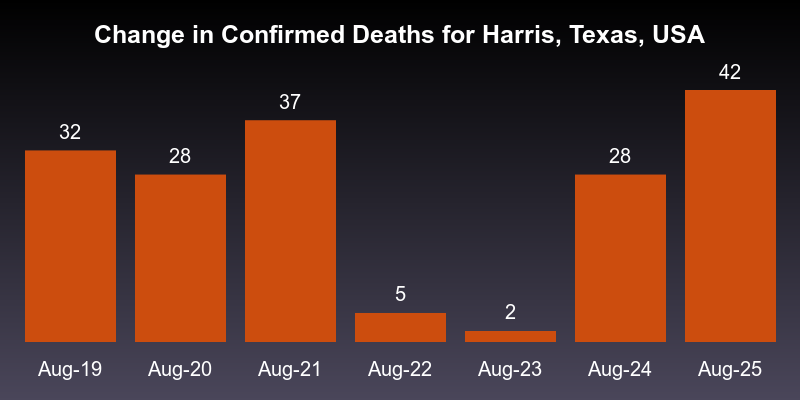 Change in Confirmed Deaths for Harris, Texas, USA
32
28
37
5
2
28
42
Aug-19
Aug-20
Aug-21
Aug-22
Aug-23
Aug-24
Aug-25